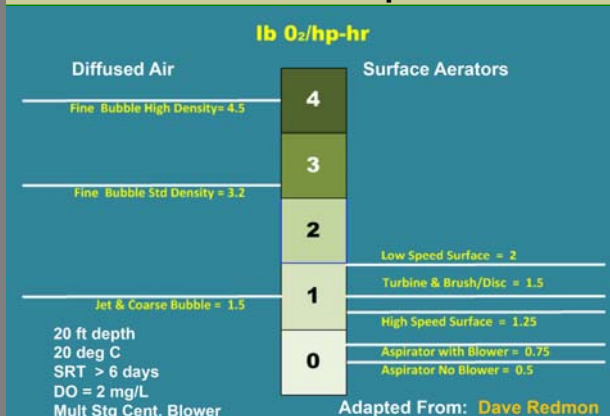 lb 0₂/hp-hr
Diffused Air
Surface Aerators
Fine Bubble High Density= 4.5
4
3
Fine Bubble Std Density = 3.2
2
Low Speed Surface = 2
Turbine & Brush/Disc = 1.5
1
Jet & Coarse Bubble = 1.5
High Speed Surface = 1.25
0
Aspirator with Blower = 0.75
Aspirator No Blower = 0.5
20 ft depth
20 deg C
SRT > 6 days
DO = 2 mg/L
Mult Stg Cent. Blower
Adapted From: Dave Redmon